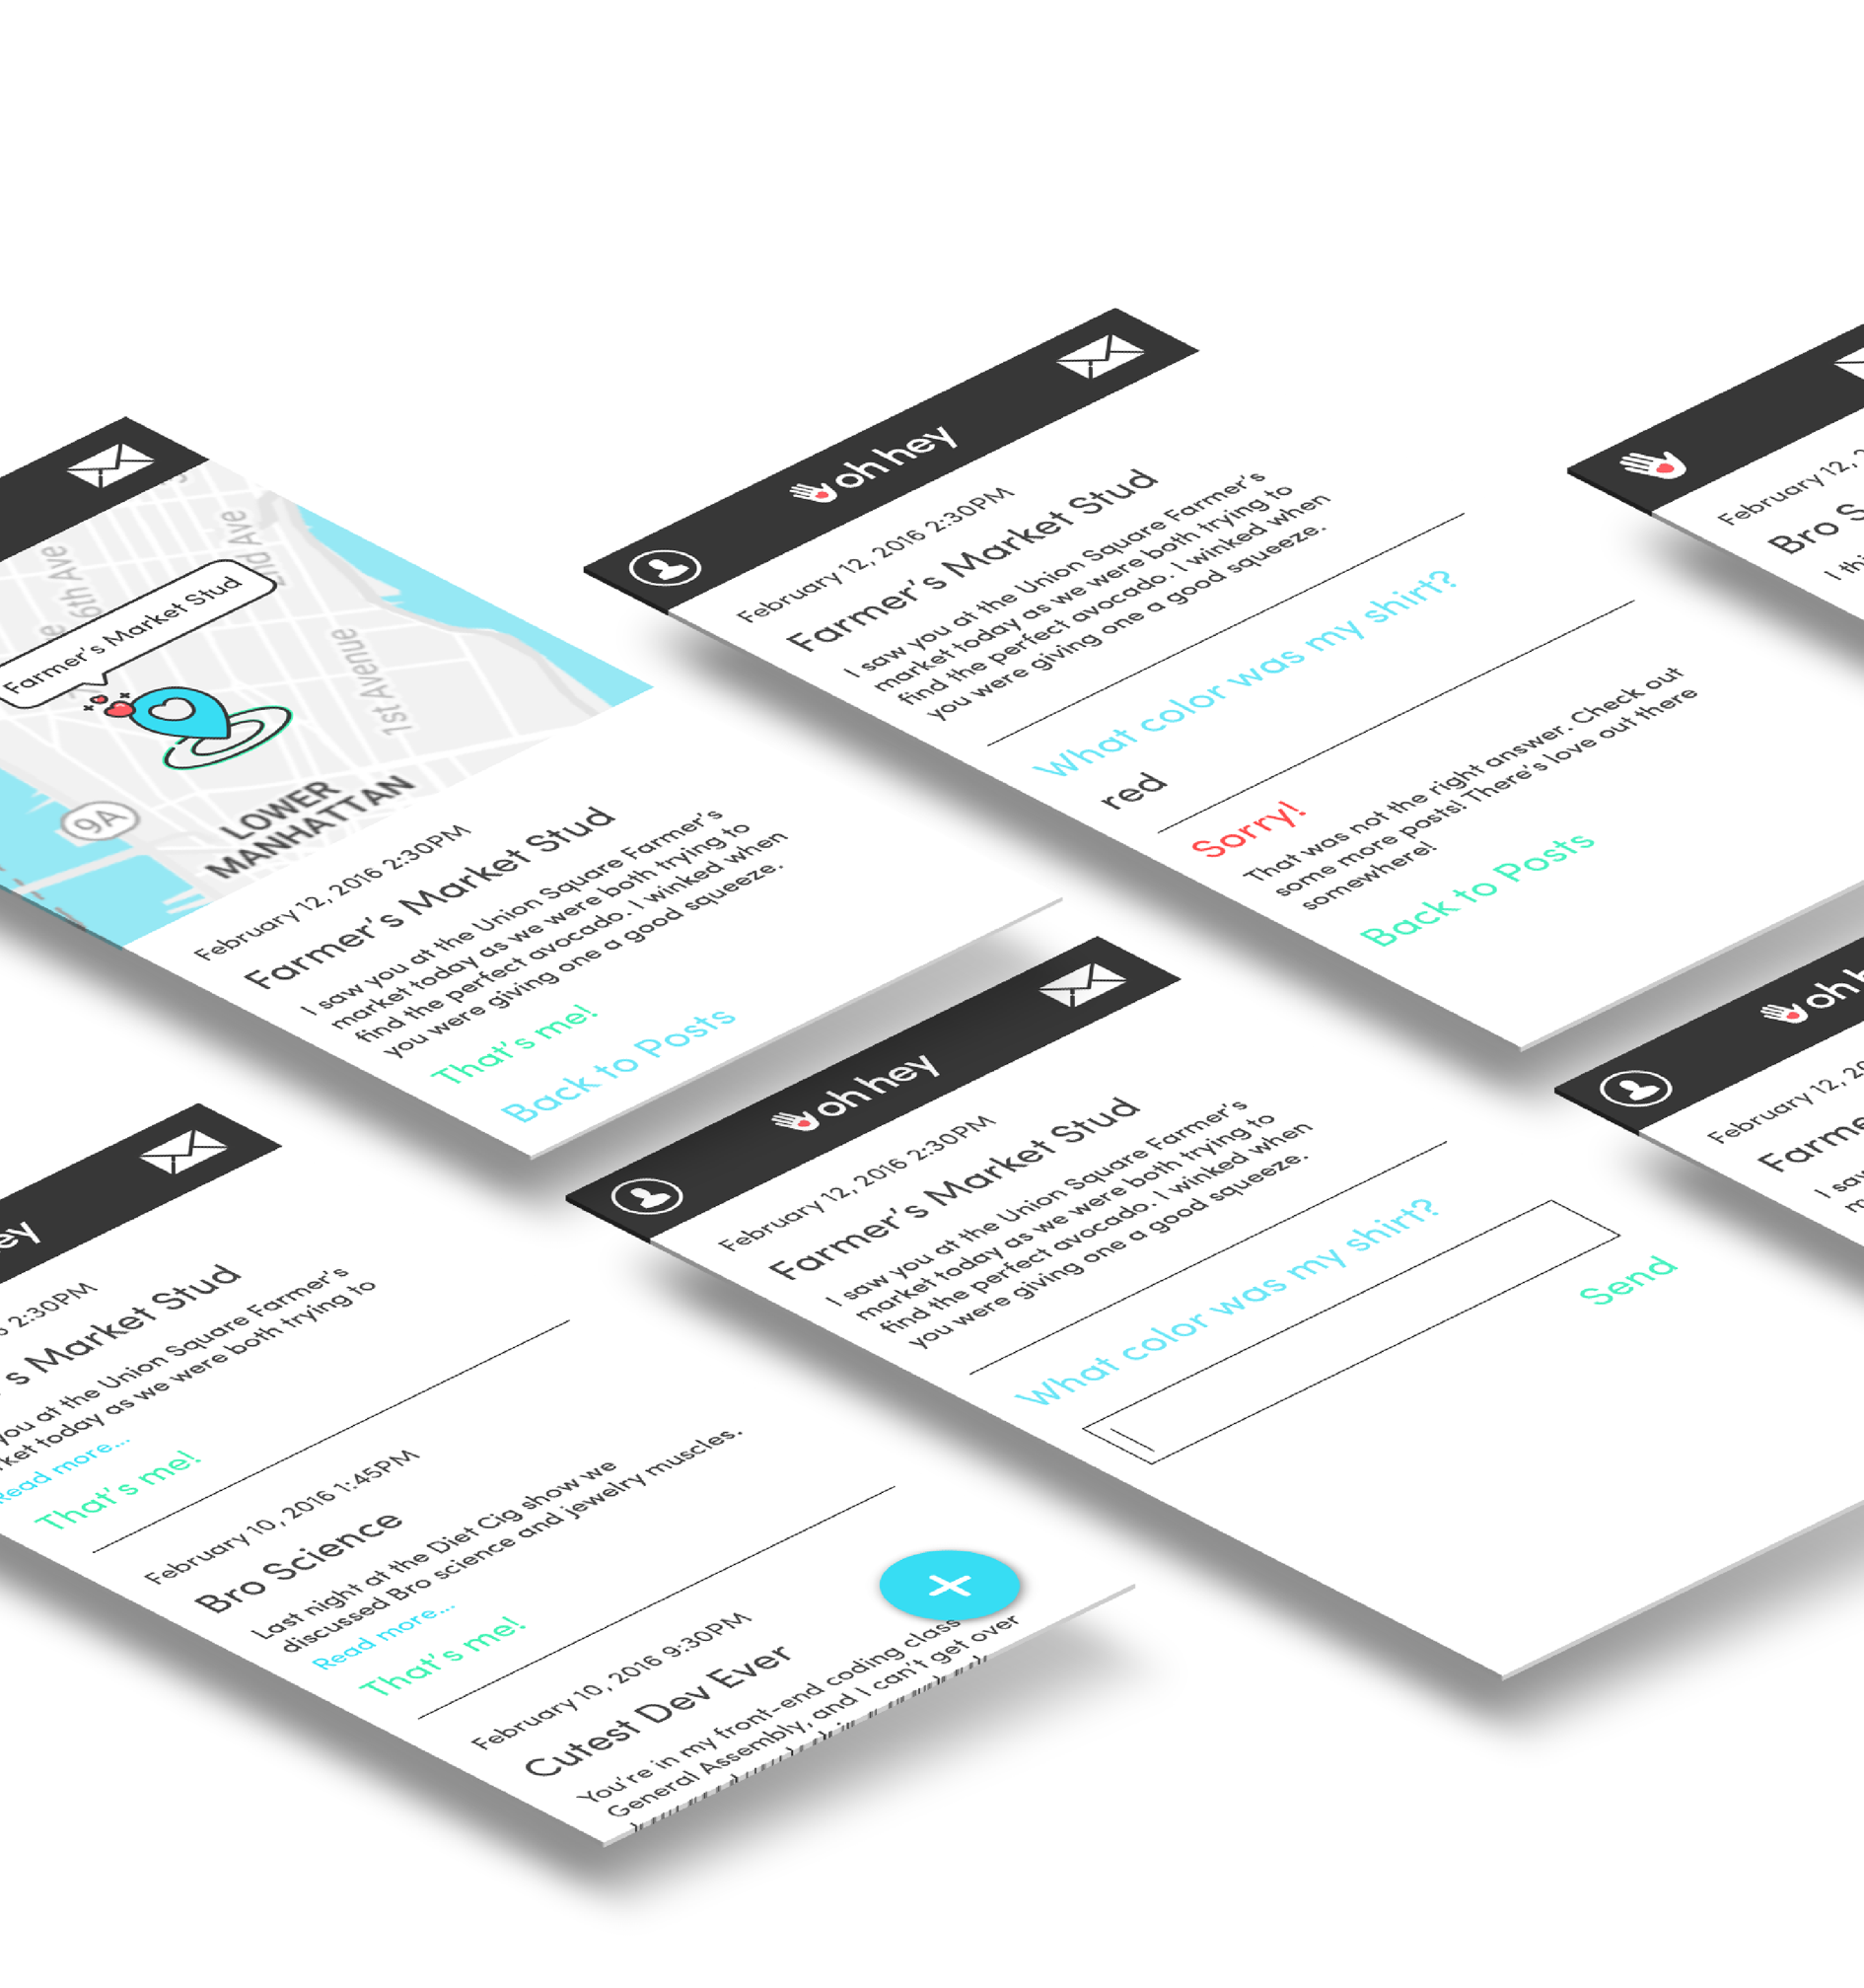 2nd Ave
6th Ave
Farmer's Market Stud
1st Avenue
9A
LOWER
MANHATTAN
February 12, 2016 2:30PM
Farmer's Market Stud
I saw you at the Union Square Farmer's
market today as we were both trying to
find the perfect avocado. I winked when
you were giving one a good squeeze.
That's me!
Back to Posts
oh hey
February 12, 2016 2:30PM
Farmer's Market Stud
I saw you at the Union Square Farmer's
market today as we were both trying to
find the perfect avocado. I winked when
you were giving one a good squeeze.
What color was my shirt?
red
Sorry!
That was not the right answer. Check out
some more posts! There's love out there
somewhere!
Back to Posts
February 12,
Bro
I
2:30PM
's Market Stud
you at the Union Square Farmer's
today as we were both trying to
Read more...
That's me!
February 10, 2016 1:45PM
Bro Science
Last night at the Diet Cig show we
discussed Bro science and jewelry muscles.
Read more...
That's me!
February 10, 2016 9:30PM
Cutest Dev Ever
You're in my front-end coding class
General Assembly, and I can't get over
oh hey
February 12, 2016 2:30PM
Farmer's Market Stud
I saw you at the Union Square Farmer's
market today as we were both trying to
find the perfect avocado. I winked when
you were giving one a good squeeze.
What color was my shirt?
Send
oh
February 12,
I